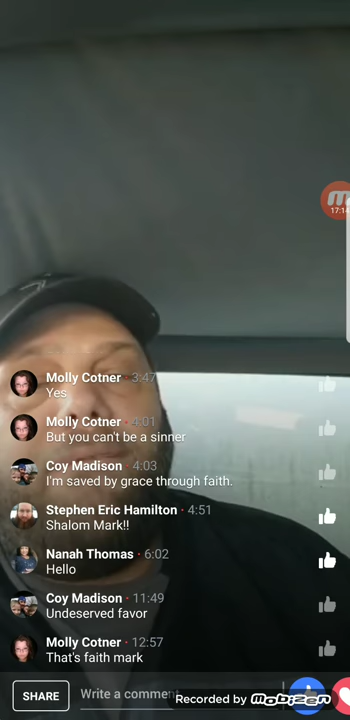 17:14
Molly Cotner · 3:47
Yes
Molly Cotner · 4:01
But you can't be a sinner
Coy Madison · 4:03
I'm saved by grace through faith.
Stephen Eric Hamilton · 4:51
Shalom Mark!!
Nanah Thomas · 6:02
Hello
Coy Madison · 11:49
Undeserved favor
Molly Cotner · 12:57
That's faith mark
SHARE
Write a comment
Recorded by Mobizen